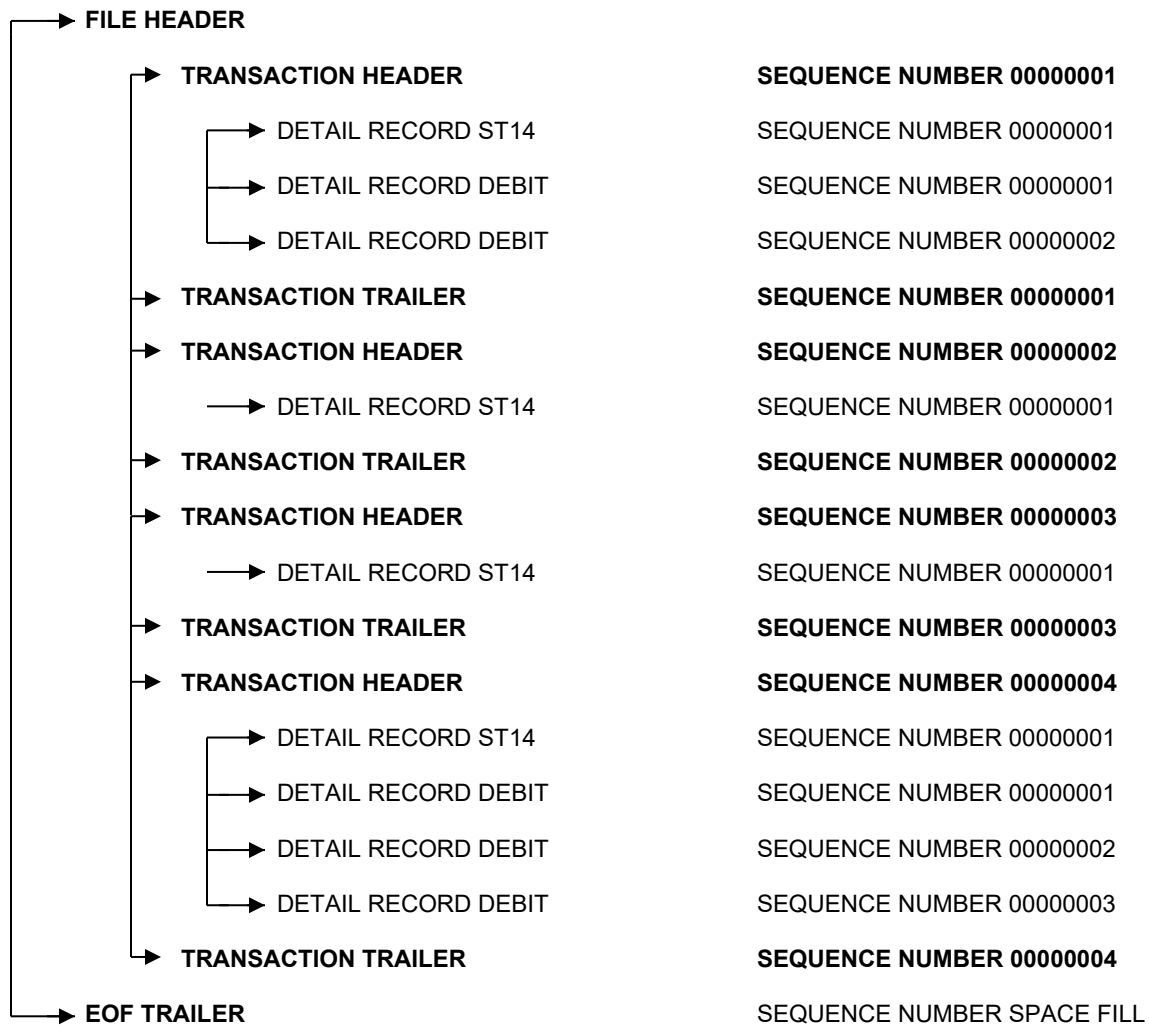 FILE HEADER
TRANSACTION HEADER SEQUENCE NUMBER 00000001
DETAIL RECORD ST14 SEQUENCE NUMBER 00000001
DETAIL RECORD DEBIT SEQUENCE NUMBER 00000001
DETAIL RECORD DEBIT SEQUENCE NUMBER 00000002
TRANSACTION TRAILER SEQUENCE NUMBER 00000001
TRANSACTION HEADER SEQUENCE NUMBER 00000002
DETAIL RECORD ST14 SEQUENCE NUMBER 00000001
TRANSACTION TRAILER SEQUENCE NUMBER 00000002
TRANSACTION HEADER SEQUENCE NUMBER 00000003
DETAIL RECORD ST14 SEQUENCE NUMBER 00000001
TRANSACTION TRAILER SEQUENCE NUMBER 00000003
TRANSACTION HEADER SEQUENCE NUMBER 00000004
DETAIL RECORD ST14 SEQUENCE NUMBER 00000001
DETAIL RECORD DEBIT SEQUENCE NUMBER 00000001
DETAIL RECORD DEBIT SEQUENCE NUMBER 00000002
DETAIL RECORD DEBIT SEQUENCE NUMBER 00000003
TRANSACTION TRAILER SEQUENCE NUMBER 00000004
EOF TRAILER SEQUENCE NUMBER SPACE FILL